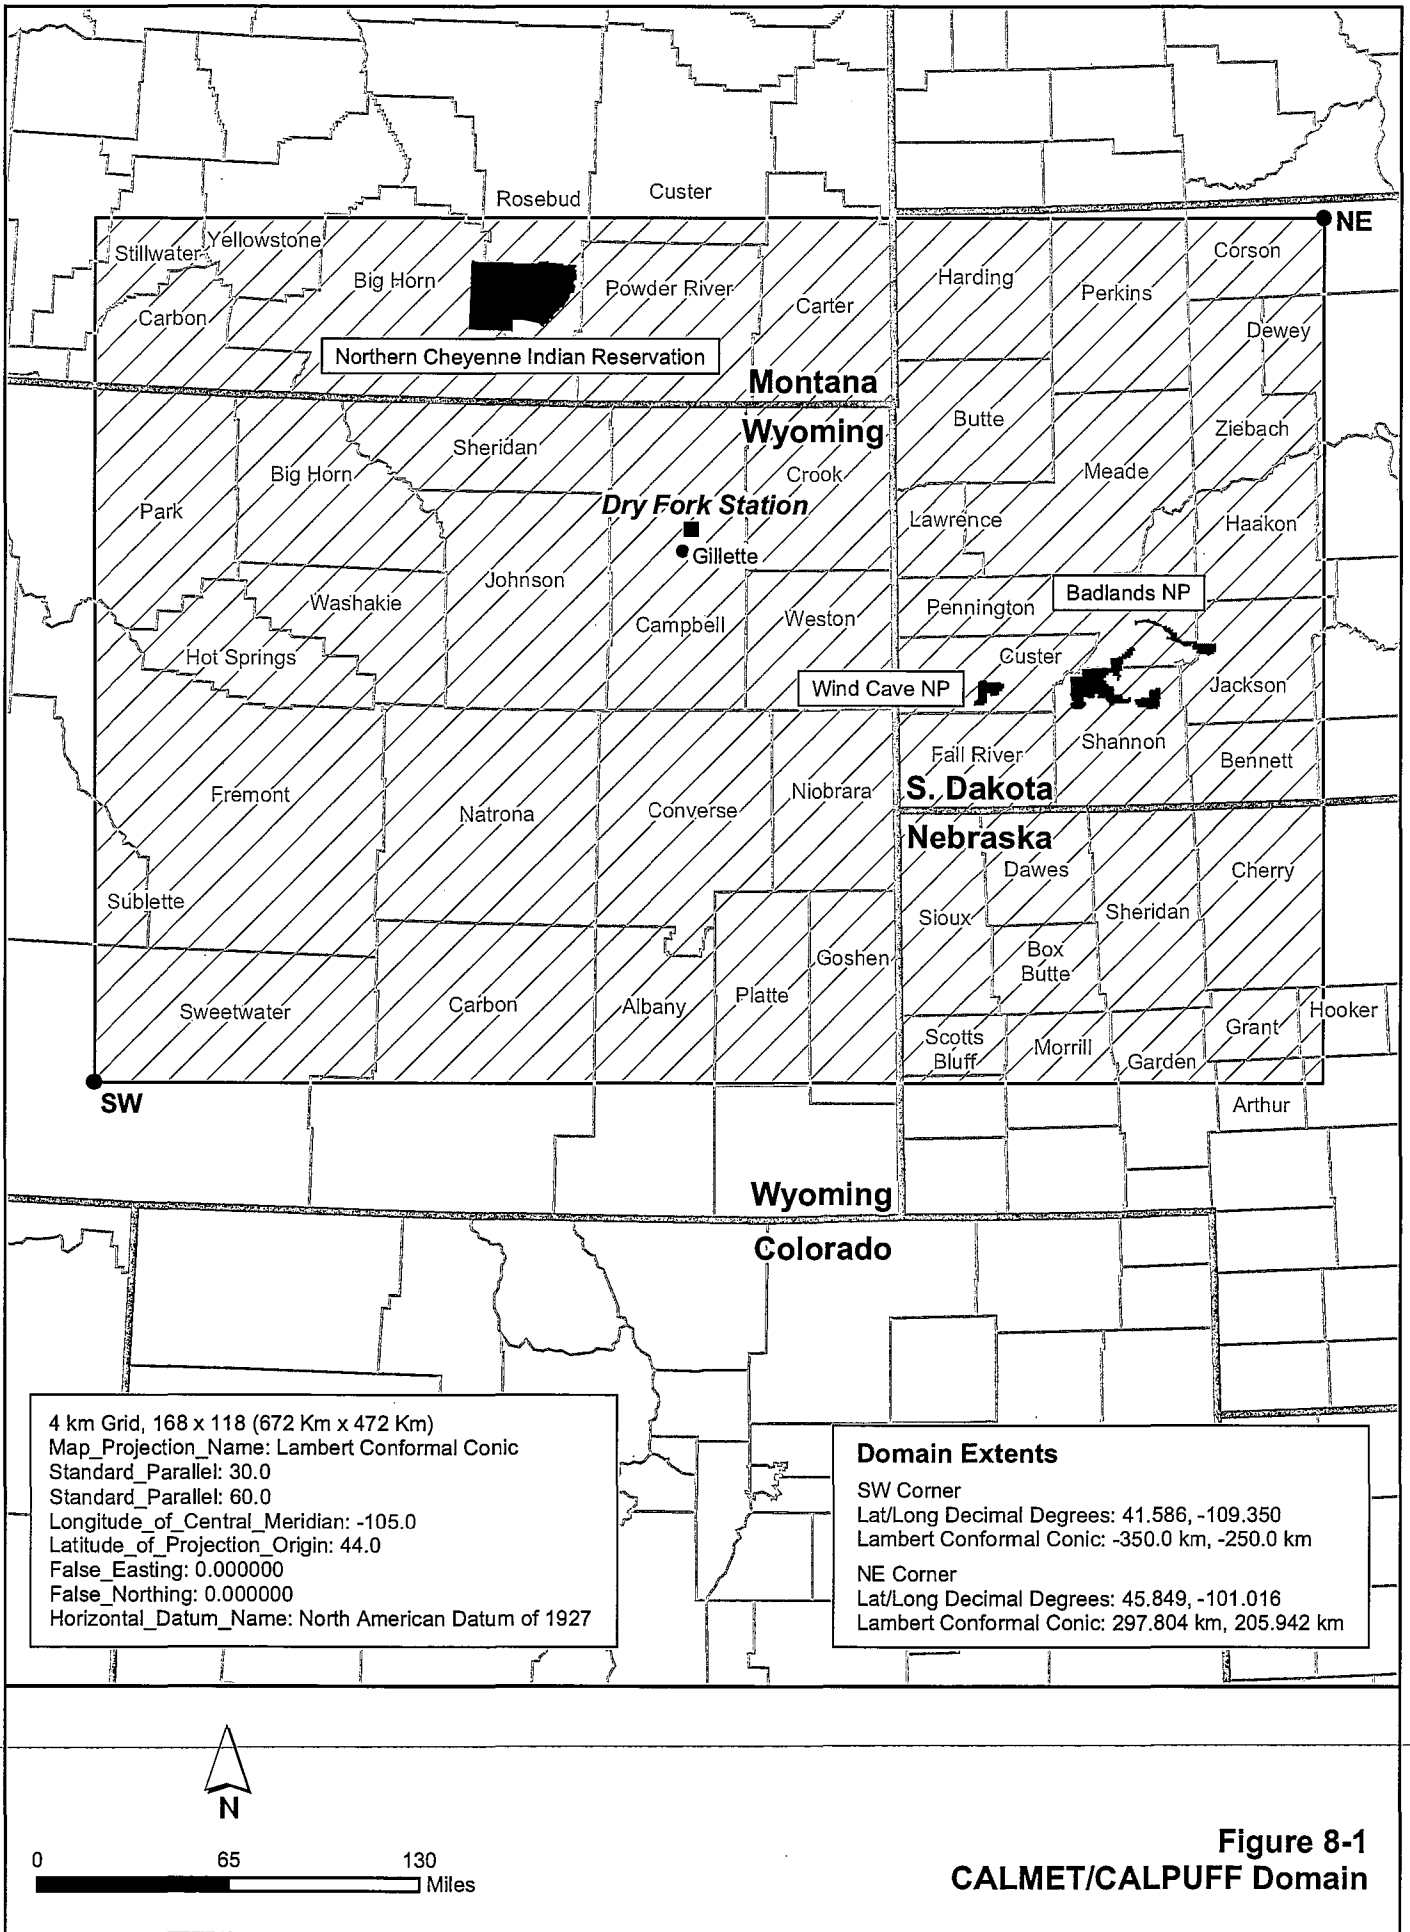 Rosebud
Custer
NE
Stillwater
Yellowstone
Big Horn
Powder River
Carter
Harding
Perkins
Corson
Carbon
Dewey
Northern Cheyenne Indian Reservation
Montana
Wyoming
Butte
Ziebach
Sheridan
Big Horn
Crook
Meade
Park
Dry Fork Station
Lawrence
Haakon
Gillette
Johnson
Washakie
Badlands NP
Pennington
Campbell
Weston
Hot Springs
Custer
Wind Cave NP
Jackson
Shannon
Fall River
Bennett
S. Dakota
Fremont
Natrona
Converse
Niobrara
Nebraska
Dawes
Cherry
Sublette
Sioux
Sheridan
Box
Butte
Goshen
Sweetwater
Carbon
Albany
Platte
Hooker
Grant
Scotts
Bluff
Morrill
Garden
SW
Arthur
Wyoming
Colorado
4 km Grid, 168 x 118 (672 Km x 472 Km)
Map_Projection_Name: Lambert Conformal Conic
Standard_Parallel: 30.0
Standard_Parallel: 60.0
Longitude_of_Central_Meridian: -105.0
Latitude_of_Projection_Origin: 44.0
False_Easting: 0.000000
False_Northing: 0.000000
Horizontal_Datum_Name: North American Datum of 1927
Domain Extents
SW Corner
Lat/Long Decimal Degrees: 41.586, -109.350
Lambert Conformal Conic: -350.0 km, -250.0 km
NE Corner
Lat/Long Decimal Degrees: 45.849, -101.016
Lambert Conformal Conic: 297.804 km, 205.942 km
N
0 65 130
Miles
Figure 8-1
CALMET/CALPUFF Domain